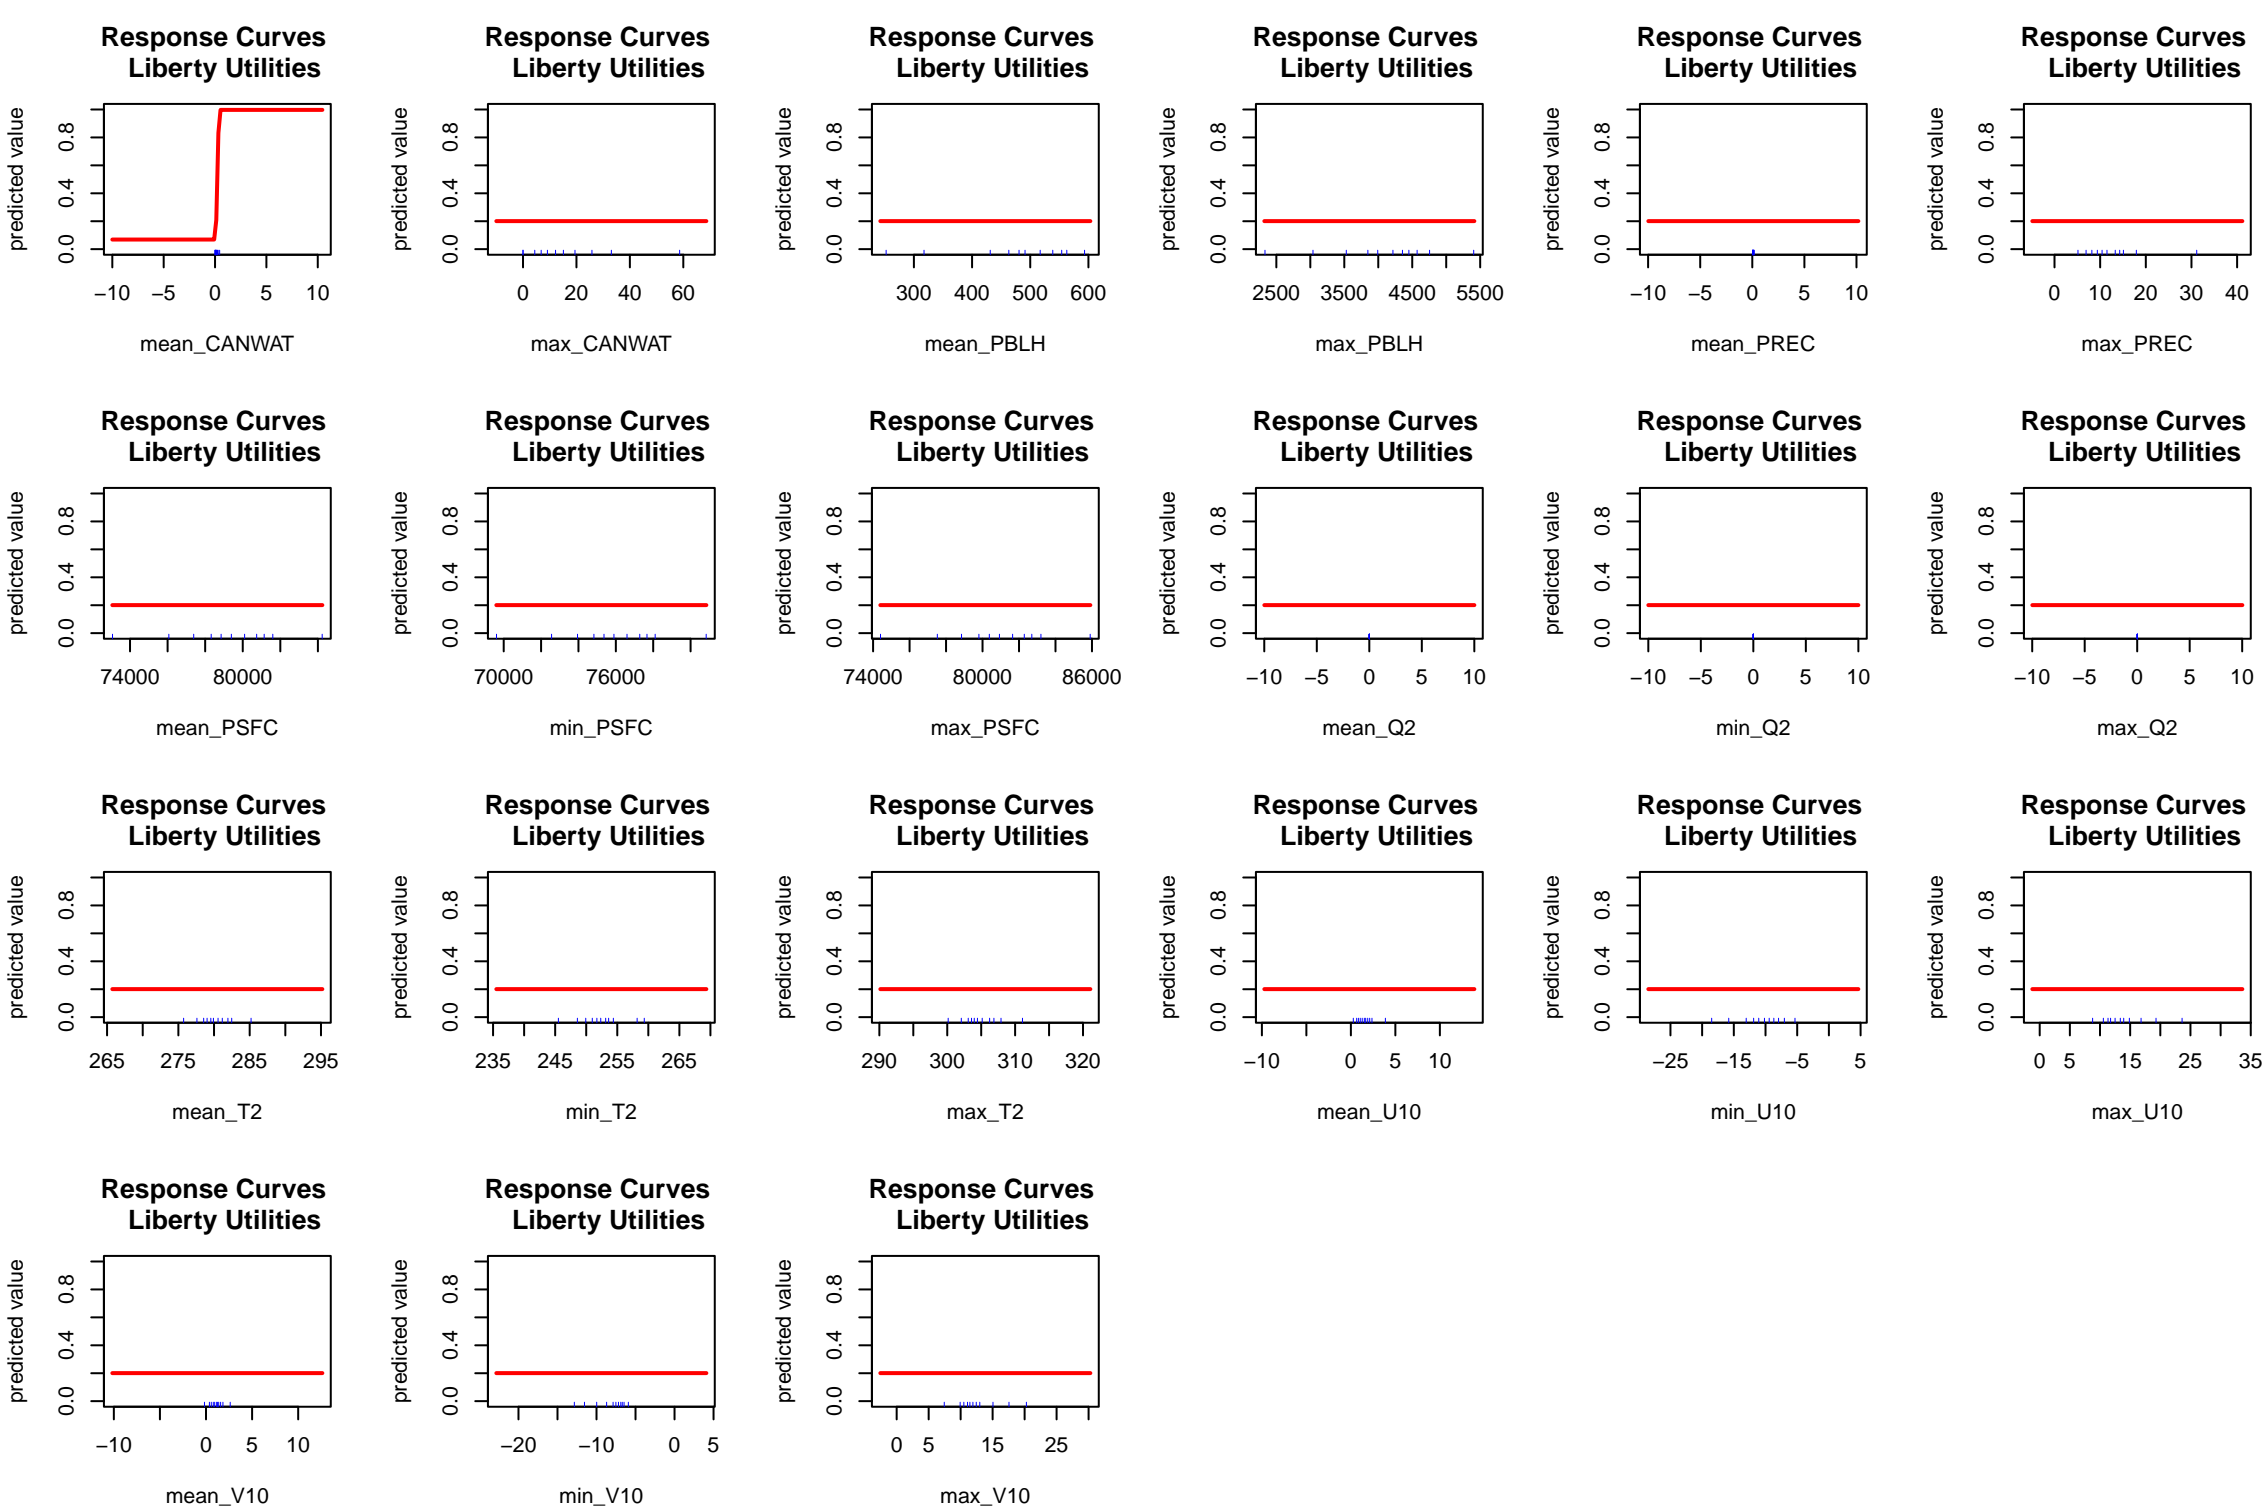 Response Curves
Liberty Utilities
predicted value
0.0 0.4 0.8
−10 −5 0 5 10
mean_CANWAT
Response Curves
Liberty Utilities
predicted value
0.0 0.4 0.8
0 20 40 60
max_CANWAT
Response Curves
Liberty Utilities
predicted value
0.0 0.4 0.8
300 400 500 600
mean_PBLH
Response Curves
Liberty Utilities
predicted value
0.0 0.4 0.8
2500 3500 4500 5500
max_PBLH
Response Curves
Liberty Utilities
predicted value
0.0 0.4 0.8
−10 −5 0 5 10
mean_PREC
Response Curves
Liberty Utilities
predicted value
0.0 0.4 0.8
0 10 20 30 40
max_PREC
Response Curves
Liberty Utilities
predicted value
0.0 0.4 0.8
74000 80000
mean_PSFC
Response Curves
Liberty Utilities
predicted value
0.0 0.4 0.8
70000 76000
min_PSFC
Response Curves
Liberty Utilities
predicted value
0.0 0.4 0.8
74000 80000 86000
max_PSFC
Response Curves
Liberty Utilities
predicted value
0.0 0.4 0.8
−10 −5 0 5 10
mean_Q2
Response Curves
Liberty Utilities
predicted value
0.0 0.4 0.8
−10 −5 0 5 10
min_Q2
Response Curves
Liberty Utilities
predicted value
0.0 0.4 0.8
−10 −5 0 5 10
max_Q2
Response Curves
Liberty Utilities
predicted value
0.0 0.4 0.8
265 275 285 295
mean_T2
Response Curves
Liberty Utilities
predicted value
0.0 0.4 0.8
235 245 255 265
min_T2
Response Curves
Liberty Utilities
predicted value
0.0 0.4 0.8
290 300 310 320
max_T2
Response Curves
Liberty Utilities
predicted value
0.0 0.4 0.8
−10 0 5 10
mean_U10
Response Curves
Liberty Utilities
predicted value
0.0 0.4 0.8
−25 −15 −5 5
min_U10
Response Curves
Liberty Utilities
predicted value
0.0 0.4 0.8
0 5 15 25 35
max_U10
Response Curves
Liberty Utilities
predicted value
0.0 0.4 0.8
−10 0 5 10
mean_V10
Response Curves
Liberty Utilities
predicted value
0.0 0.4 0.8
−20 −10 0 5
min_V10
Response Curves
Liberty Utilities
predicted value
0.0 0.4 0.8
0 5 15 25
max_V10